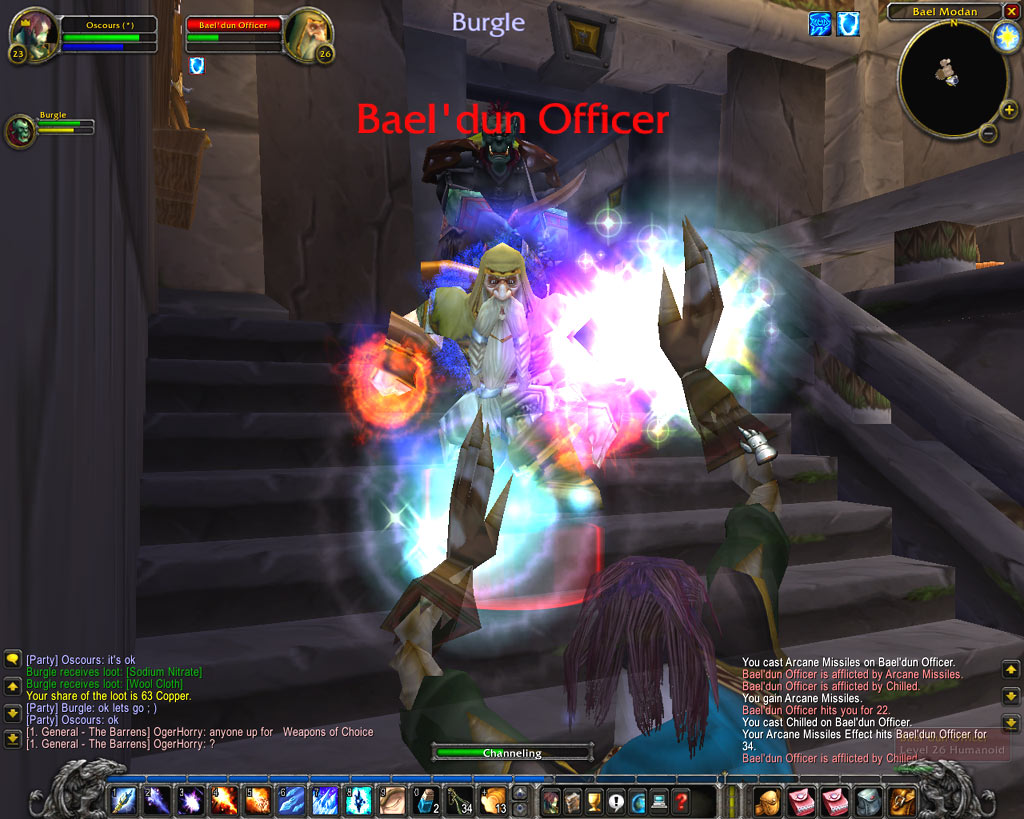 Oscours (*)
23
Bael'dun Officer
26
Burgle
Bael Modan
N
Burgle
Bael'dun Officer
[Party] Oscours: it's ok
Burgle receives loot: [Sodium Nitrate]
Burgle receives loot: [Wool Cloth]
Your share of the loot is 63 Copper.
[Party] Burgle: ok lets go ; )
[Party] Oscours: ok
[1. General - The Barrens] OgerHorry: anyone up for Weapons of Choice
[1. General - The Barrens] OgerHorry: ?
You cast Arcane Missiles on Bael'dun Officer.
Bael'dun Officer is afflicted by Arcane Missiles.
Bael'dun Officer is afflicted by Chilled.
You gain Arcane Missiles.
Bael'dun Officer hits you for 22.
You cast Chilled on Bael'dun Officer.
Your Arcane Missiles Effect hits Bael'dun Officer for
34.
Bael'dun Officer is afflicted by Chilled.
Bael'dun Officer
Level 26 Humanoid
Channeling
2
34
13